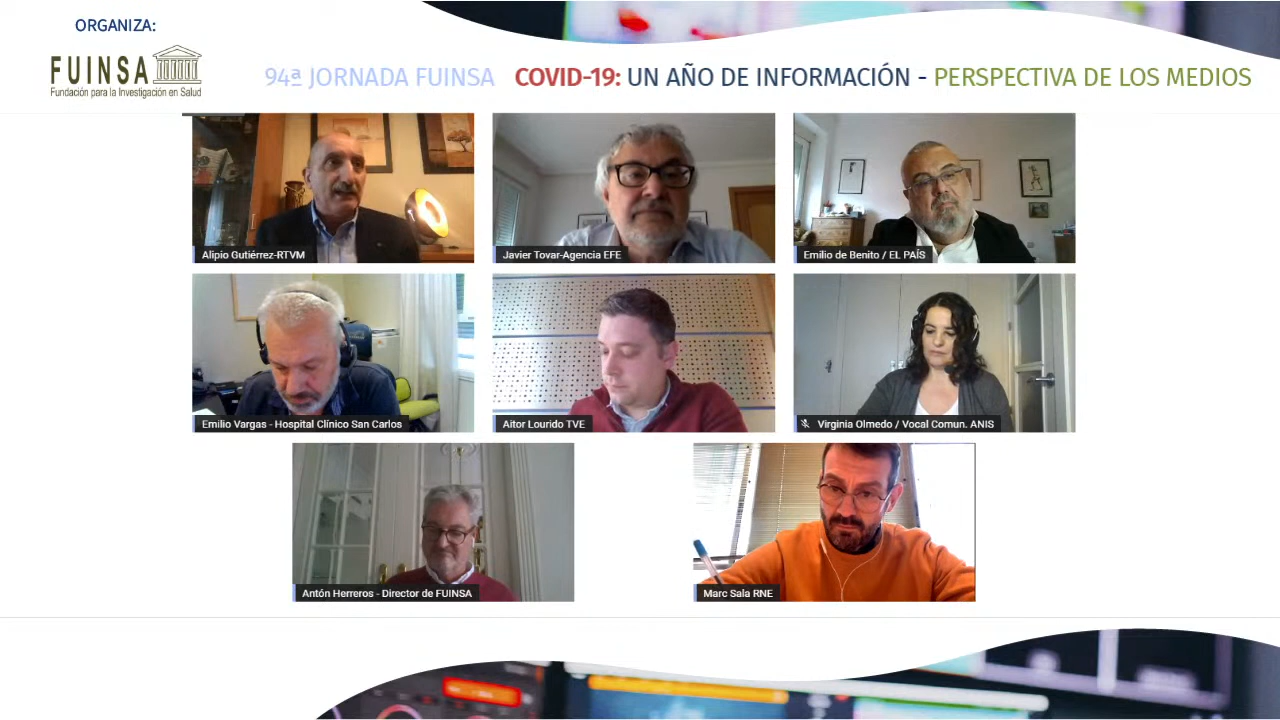 ORGANIZA:
FUINSA
Fundación para la Investigación en Salud
94ª JORNADA FUINSA COVID-19: UN AÑO DE INFORMACIÓN - PERSPECTIVA DE LOS MEDIOS
Alipio Gutiérrez-RTVM
Javier Tovar-Agencia EFE
Emilio de Benito / EL PAÍS
Emilio Vargas - Hospital Clínico San Carlos
Aitor Lourido TVE
Virginia Olmedo / Vocal Comun. ANIS
Antón Herreros - Director de FUINSA
Marc Sala RNE